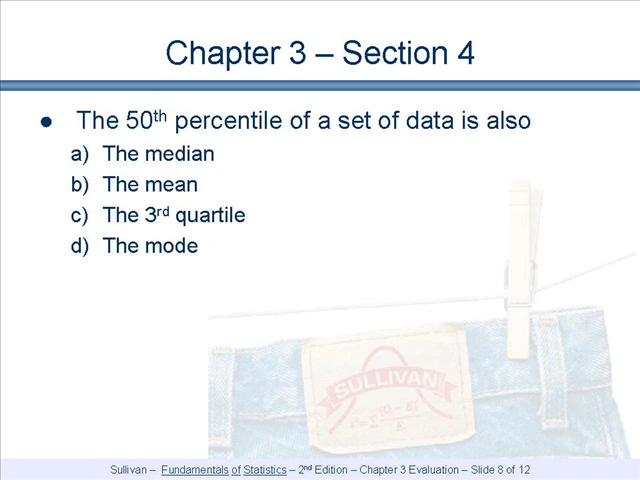 Chapter 3 – Section 4
● The 50th percentile of a set of data is also
a) The median
b) The mean
c) The 3rd quartile
d) The mode
SULLIVAN
Sullivan – Fundamentals of Statistics – 2nd Edition – Chapter 3 Evaluation – Slide 8 of 12